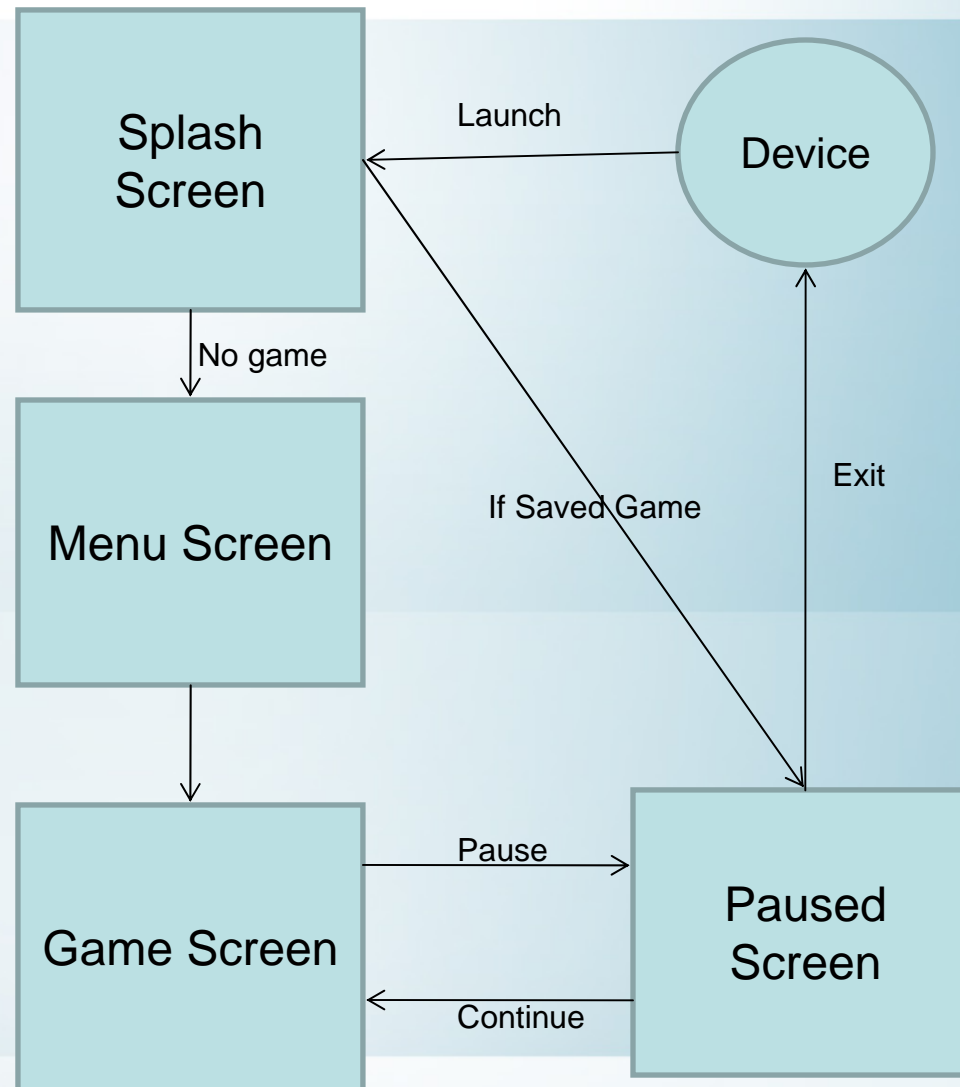 Splash
Screen
Launch
Device
No game
Menu Screen
If Saved Game
Exit
Game Screen
Pause
Continue
Paused
Screen